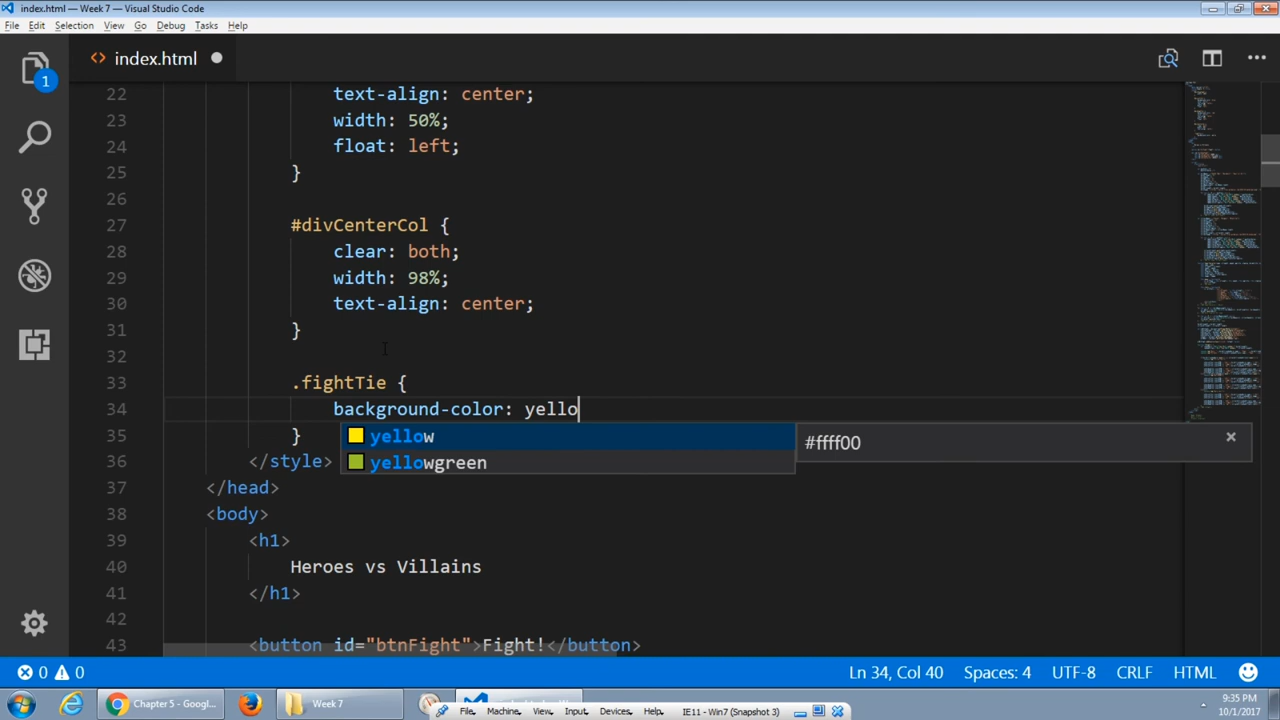 index.html — Week 7 — Visual Studio Code
File Edit Selection View Go Debug Tasks Help
1
<> index.html
22 text-align: center;
23 width: 50%;
24 float: left;
25 }
26
27 #divCenterCol {
28 clear: both;
29 width: 98%;
30 text-align: center;
31 }
32
33 .fightTie {
34 background-color: yello
yellow #ffff00
35 }
yellowgreen
36 </style>
37 </head>
38 <body>
39 <h1>
40 Heroes vs Villains
41 </h1>
42
43 <button id="btnFight">Fight!</button>
0 0 Ln 34, Col 40 Spaces: 4 UTF-8 CRLF HTML
Chapter 5 - Yeogl... Week 7 9:35 PM
File, Machine, View, Input, Devices, Help, IE11 - Win7 (Snapshot 3) 10/1/2017